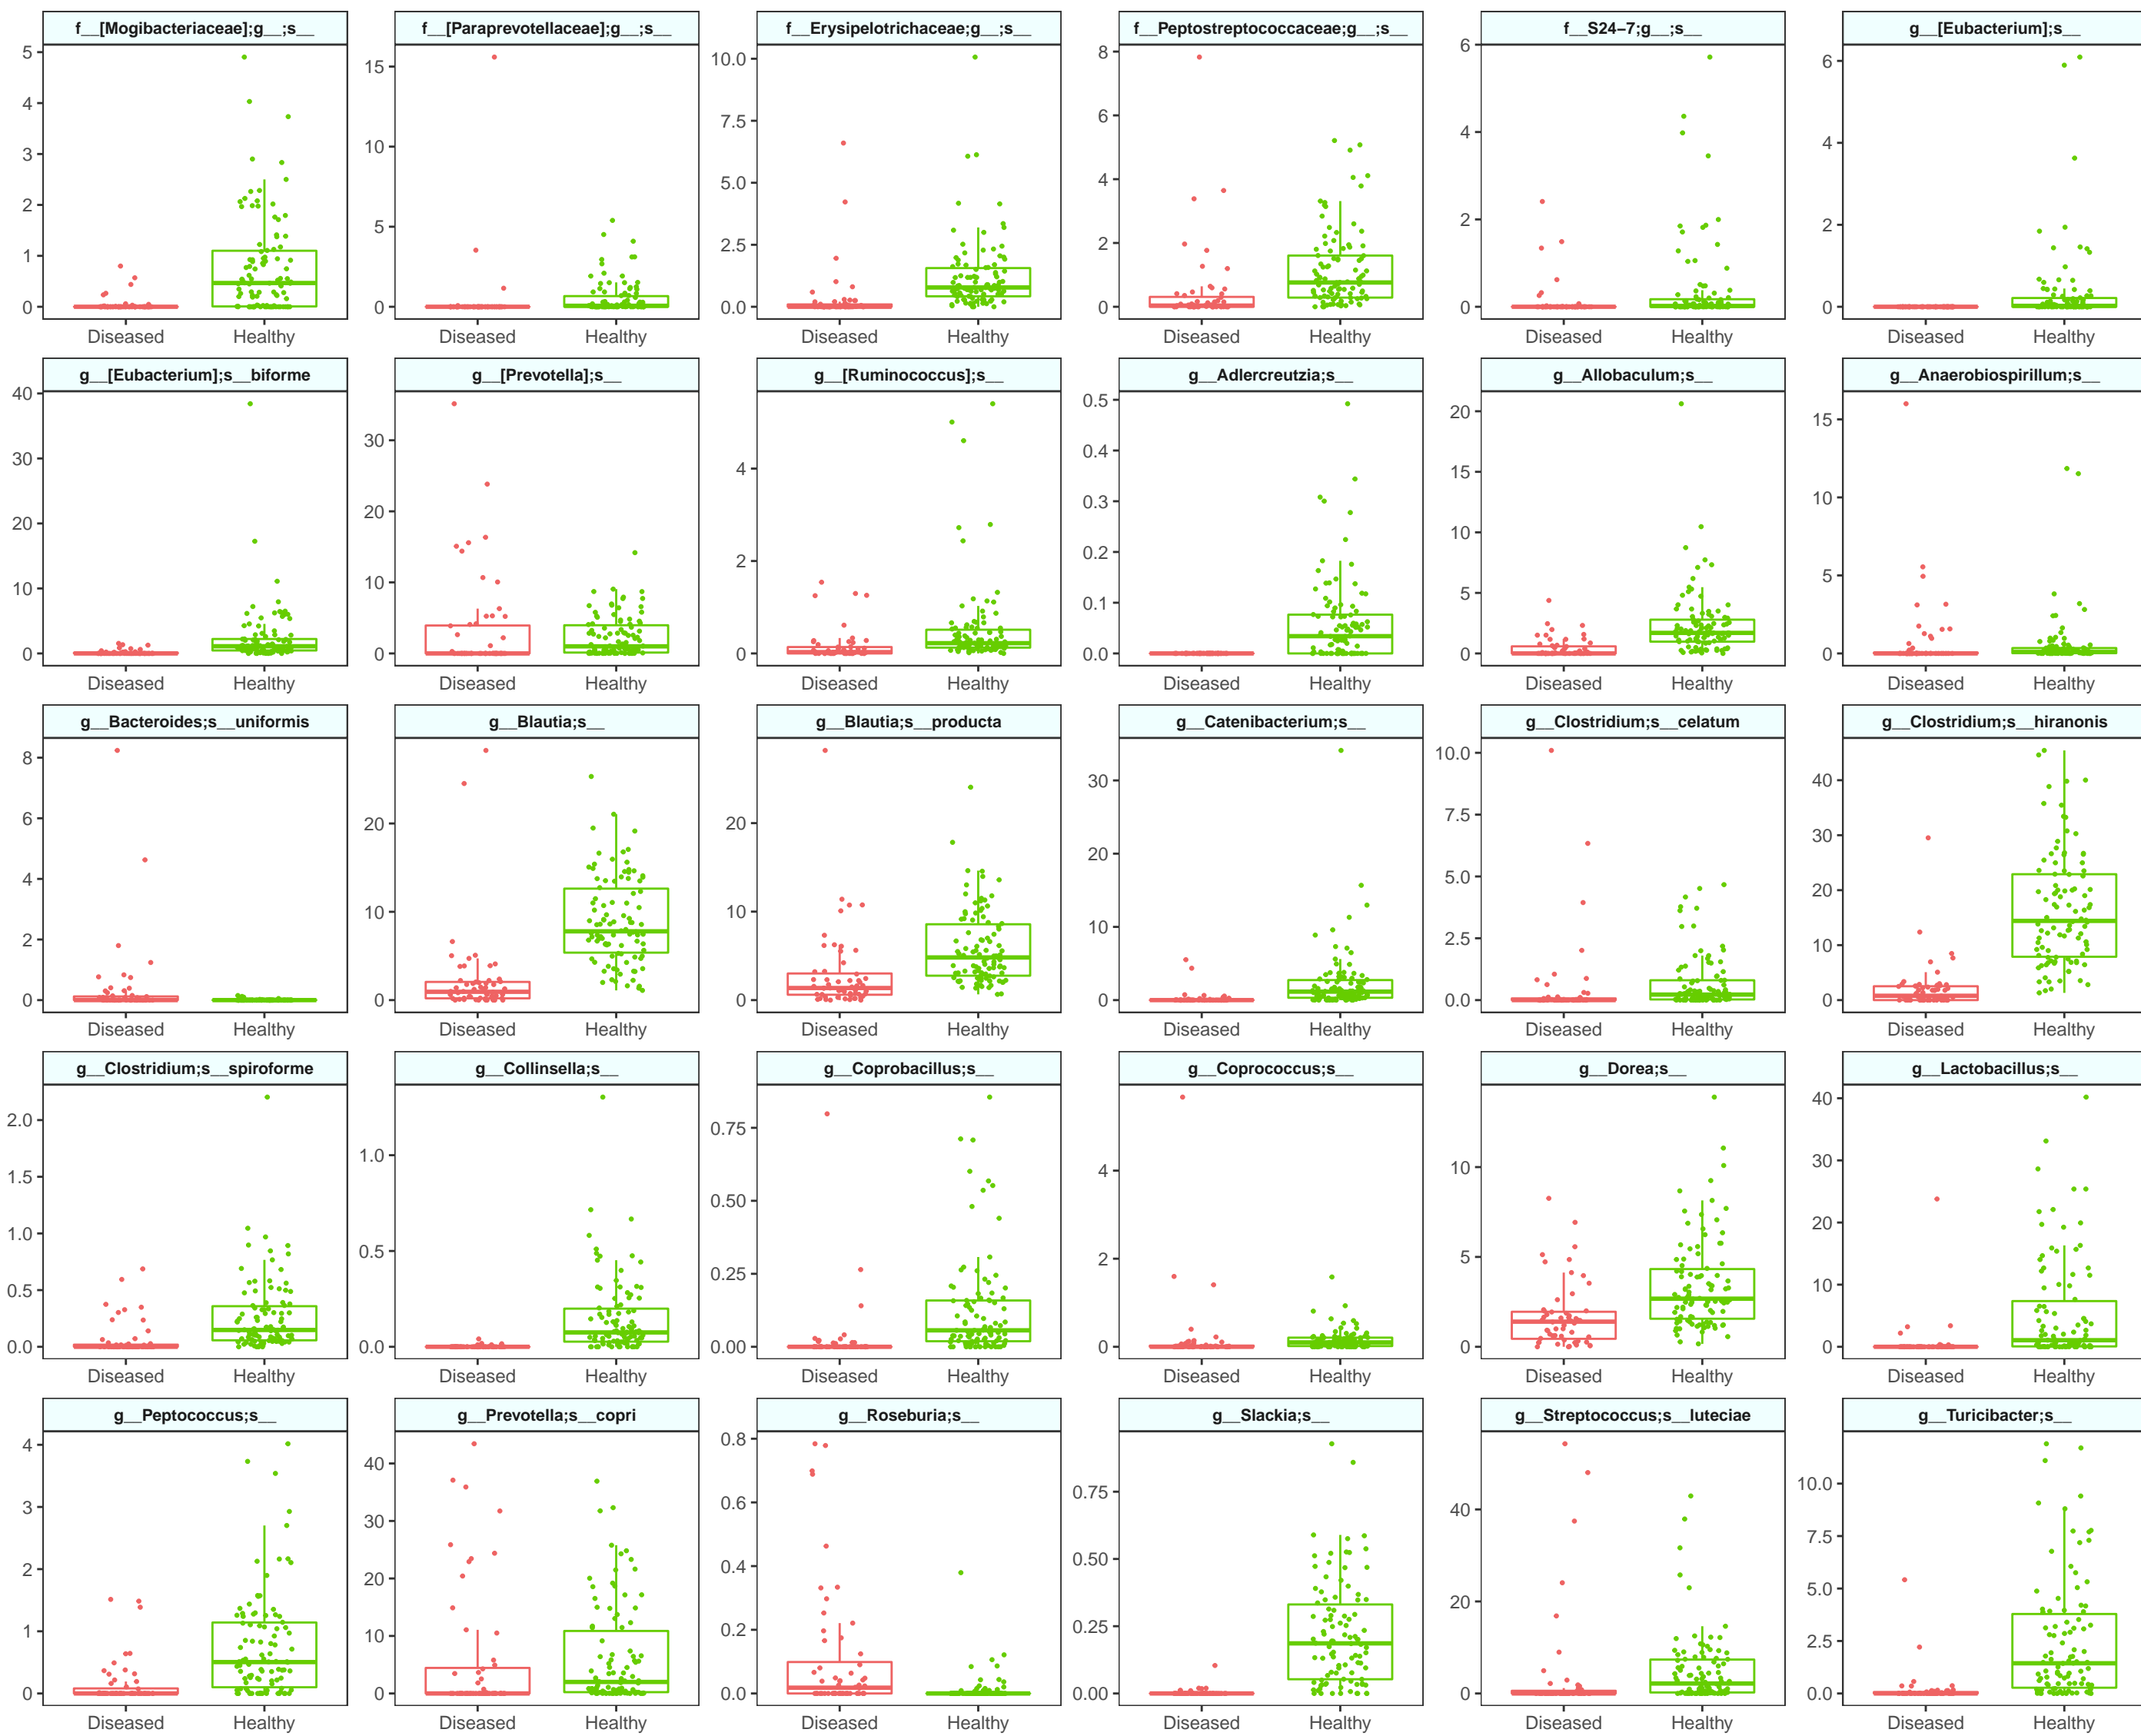 f__[Mogibacteriaceae];g__;s__
f__[Paraprevotellaceae];g__;s__
f__Erysipelotrichaceae;g__;s__
f__Peptostreptococcaceae;g__;s__
f__S24−7;g__;s__
g__[Eubacterium];s__
5
4
3
2
1
0
15
10
5
0
10.0
7.5
5.0
2.5
0.0
8
6
4
2
0
6
4
2
0
6
4
2
0
Diseased Healthy
Diseased Healthy
Diseased Healthy
Diseased Healthy
Diseased Healthy
Diseased Healthy
g__[Eubacterium];s__biforme
g__[Prevotella];s__
g__[Ruminococcus];s__
g__Adlercreutzia;s__
g__Allobaculum;s__
g__Anaerobiospirillum;s__
40
30
20
10
0
30
20
10
0
4
2
0
0.5
0.4
0.3
0.2
0.1
0.0
20
15
10
5
0
15
10
5
0
Diseased Healthy
Diseased Healthy
Diseased Healthy
Diseased Healthy
Diseased Healthy
Diseased Healthy
g__Bacteroides;s__uniformis
g__Blautia;s__
g__Blautia;s__producta
g__Catenibacterium;s__
g__Clostridium;s__celatum
g__Clostridium;s__hiranonis
8
6
4
2
0
20
10
0
20
10
0
30
20
10
0
10.0
7.5
5.0
2.5
0.0
40
30
20
10
0
Diseased Healthy
Diseased Healthy
Diseased Healthy
Diseased Healthy
Diseased Healthy
Diseased Healthy
g__Clostridium;s__spiroforme
g__Collinsella;s__
g__Coprobacillus;s__
g__Coprococcus;s__
g__Dorea;s__
g__Lactobacillus;s__
2.0
1.5
1.0
0.5
0.0
1.0
0.5
0.0
0.75
0.50
0.25
0.00
4
2
0
10
5
0
40
30
20
10
0
Diseased Healthy
Diseased Healthy
Diseased Healthy
Diseased Healthy
Diseased Healthy
Diseased Healthy
g__Peptococcus;s__
g__Prevotella;s__copri
g__Roseburia;s__
g__Slackia;s__
g__Streptococcus;s__luteciae
g__Turicibacter;s__
4
3
2
1
0
40
30
20
10
0
0.8
0.6
0.4
0.2
0.0
0.75
0.50
0.25
0.00
40
20
0
10.0
7.5
5.0
2.5
0.0
Diseased Healthy
Diseased Healthy
Diseased Healthy
Diseased Healthy
Diseased Healthy
Diseased Healthy